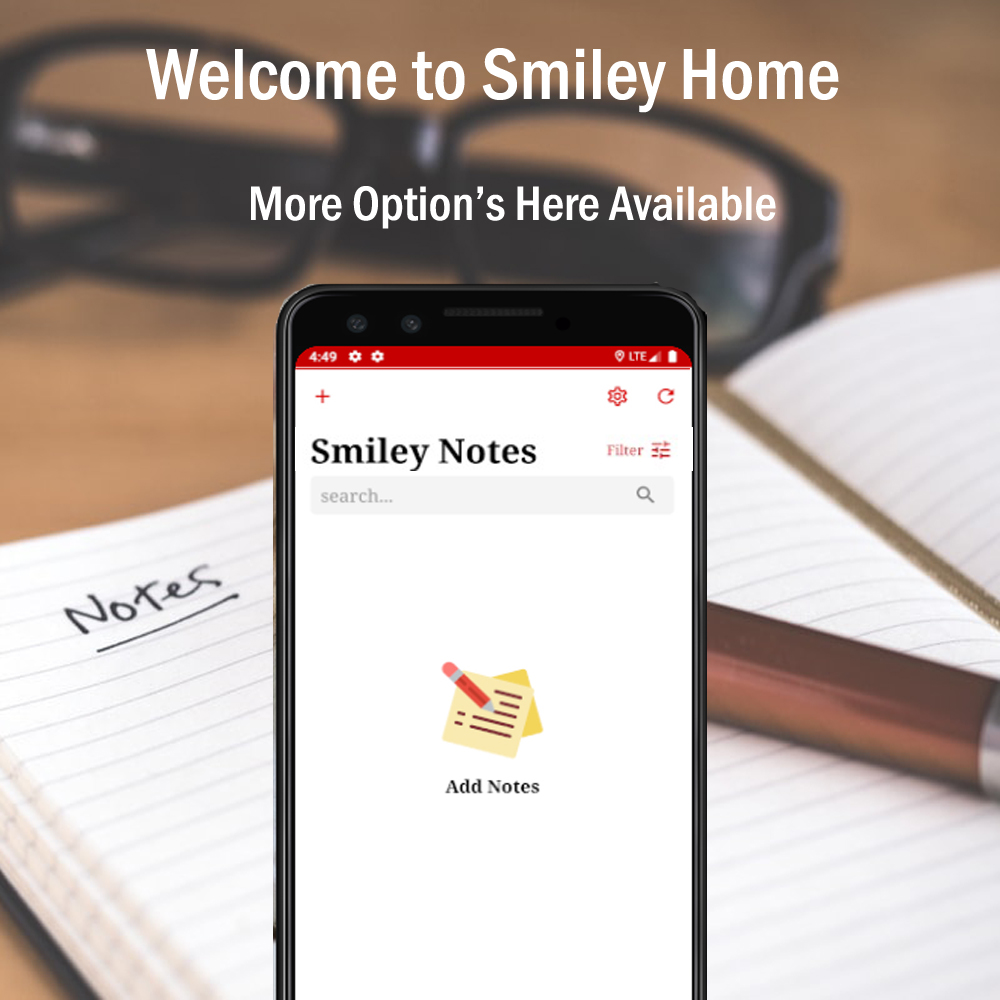 Welcome to Smiley Home
More Option’s Here Available
4:49 LTE
Smiley Notes Filter
search...
Notes
Add Notes